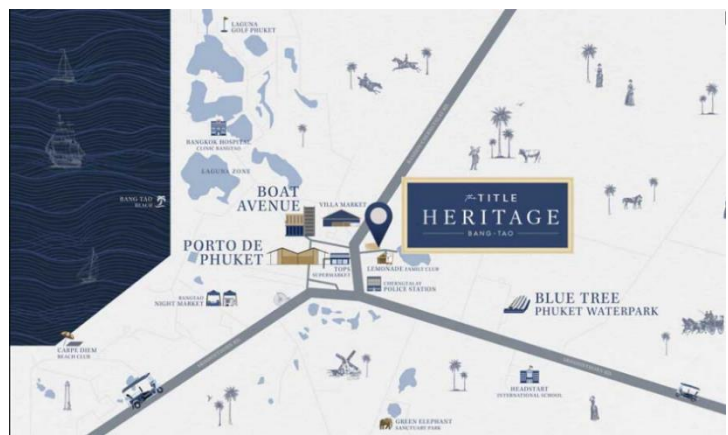 LAGUNA
GOLF PHUKET
BANGKOK HOSPITAL
CLINIC BANGTAO
LAGUNA ZONE
BANG TAO
BEACH
BOAT
AVENUE
VILLA MARKET
The TITLE
HERITAGE
BANG-TAO
PORTO DE
PHUKET
TOPS
SUPERMARKET
LEMONADE FAMILY CLUB
CHERNGTALAY
POLICE STATION
BANGTAO
NIGHT MARKET
BLUE TREE
PHUKET WATERPARK
CARPE DIEM
BEACH CLUB
HEADSTART
INTERNATIONAL SCHOOL
GREEN ELEPHANT
SANCTUARY PARK